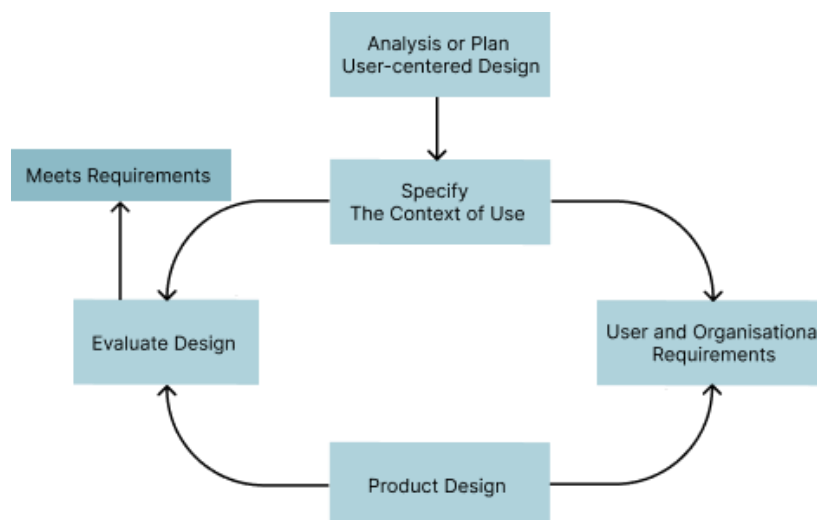 Analysis or Plan
User-centered Design
Meets Requirements
Specify
The Context of Use
Evaluate Design
User and Organisationa
Requirements
Product Design